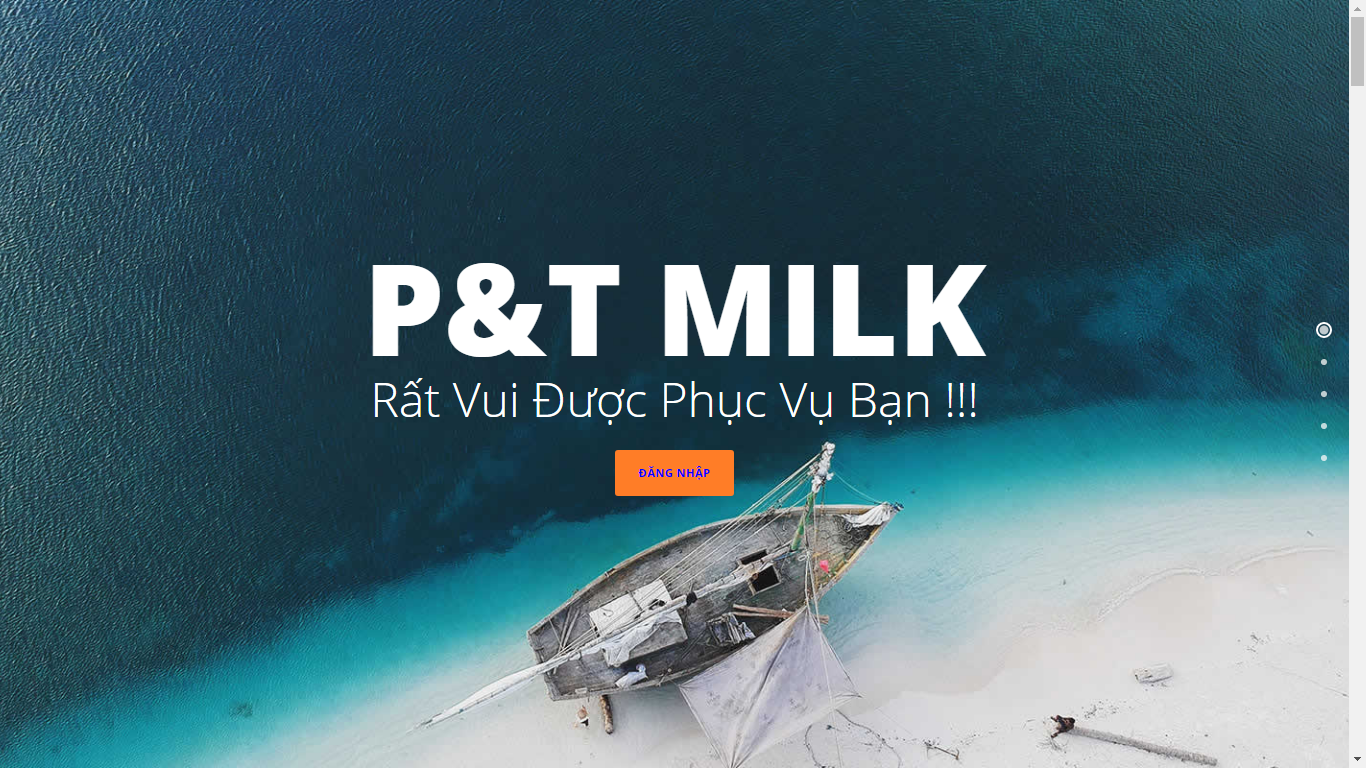 P&T MILK
Rất Vui Được Phục Vụ Bạn !!!
ĐĂNG NHẬP